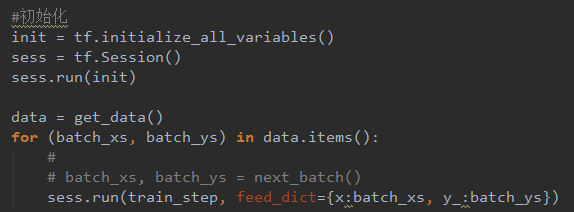 #初始化
init = tf.initialize_all_variables()
sess = tf.Session()
sess.run(init)
data = get_data()
for (batch_xs, batch_ys) in data.items():
#
# batch_xs, batch_ys = next_batch()
sess.run(train_step, feed_dict={x:batch_xs, y_:batch_ys})